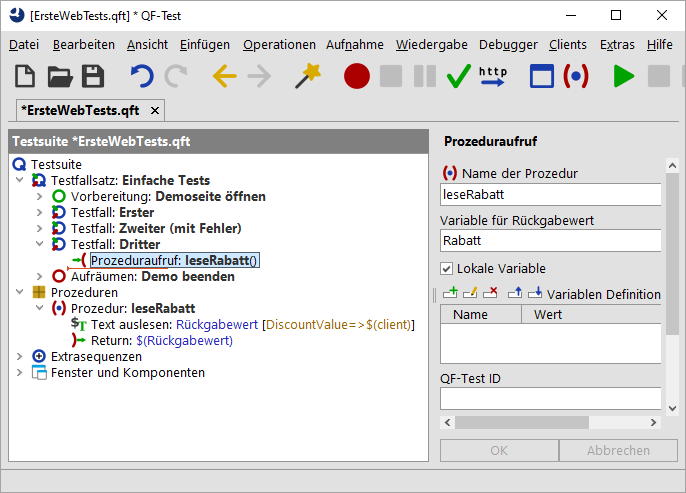 [ErsteWebTests.qft] * QF-Test
Datei Bearbeiten Ansicht Einfügen Operationen Aufnahme Wiedergabe Debugger Clients Extras Hilfe
http
*ErsteWebTests.qft
Testsuite *ErsteWebTests.qft
Testsuite
Testfallsatz: Einfache Tests
Vorbereitung: Demoseite öffnen
Testfall: Erster
Testfall: Zweiter (mit Fehler)
Testfall: Dritter
Prozeduraufruf: leseRabatt()
Aufräumen: Demo beenden
Prozeduren
Prozedur: leseRabatt
Text auslesen: Rückgabewert [DiscountValue=>$(client)]
Return: $(Rückgabewert)
Extrasequenzen
Fenster und Komponenten
Prozeduraufruf
Name der Prozedur
leseRabatt
Variable für Rückgabewert
Rabatt
Lokale Variable
Variablen Definition
Name Wert
QF-Test ID
OK Abbrechen